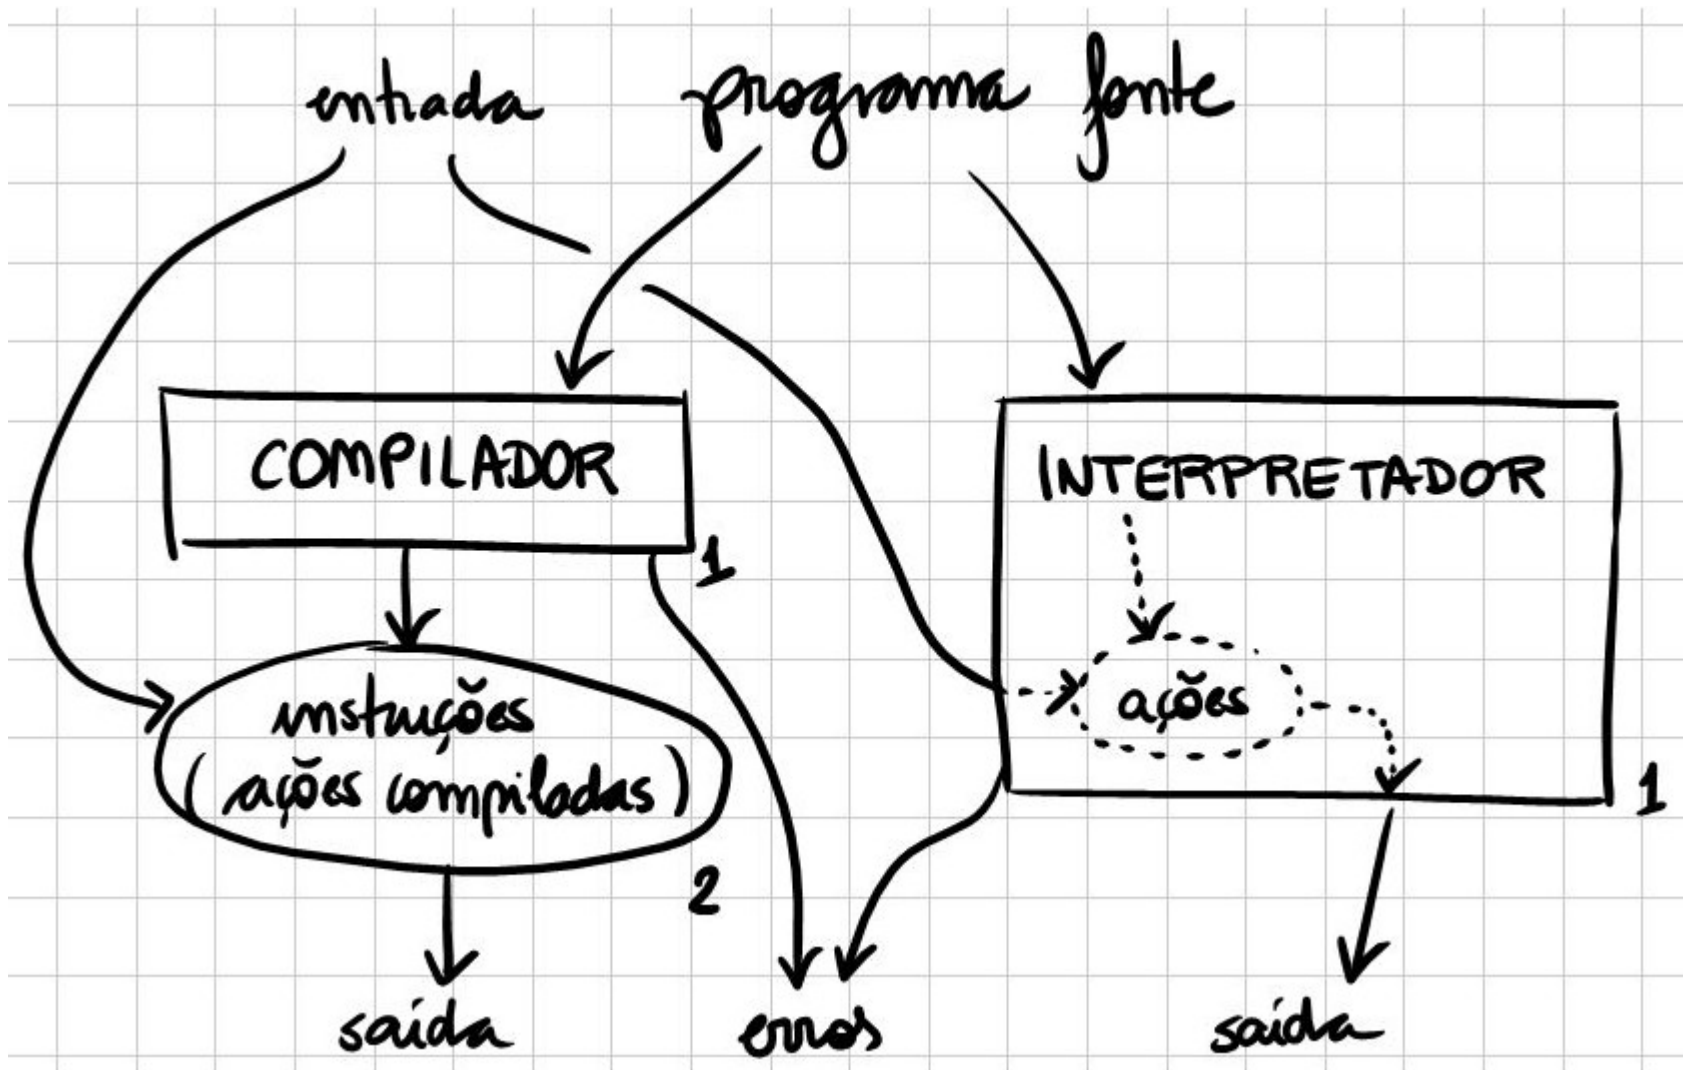 entrada programa fonte
COMPILADOR
1
INTERPRETADOR
instruções
(ações compiladas)
2
ações
1
saída erros saída